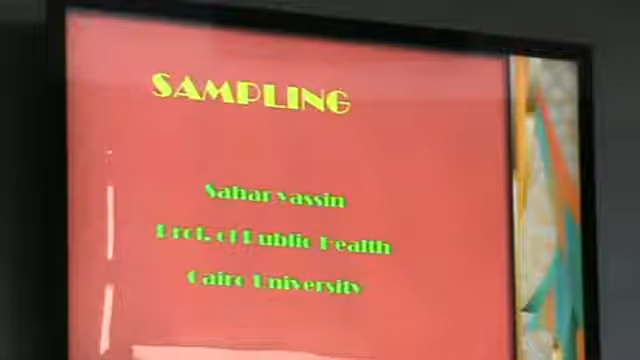 SAMPLING
Sahar yassin
Prof. of Public Health
Cairo University